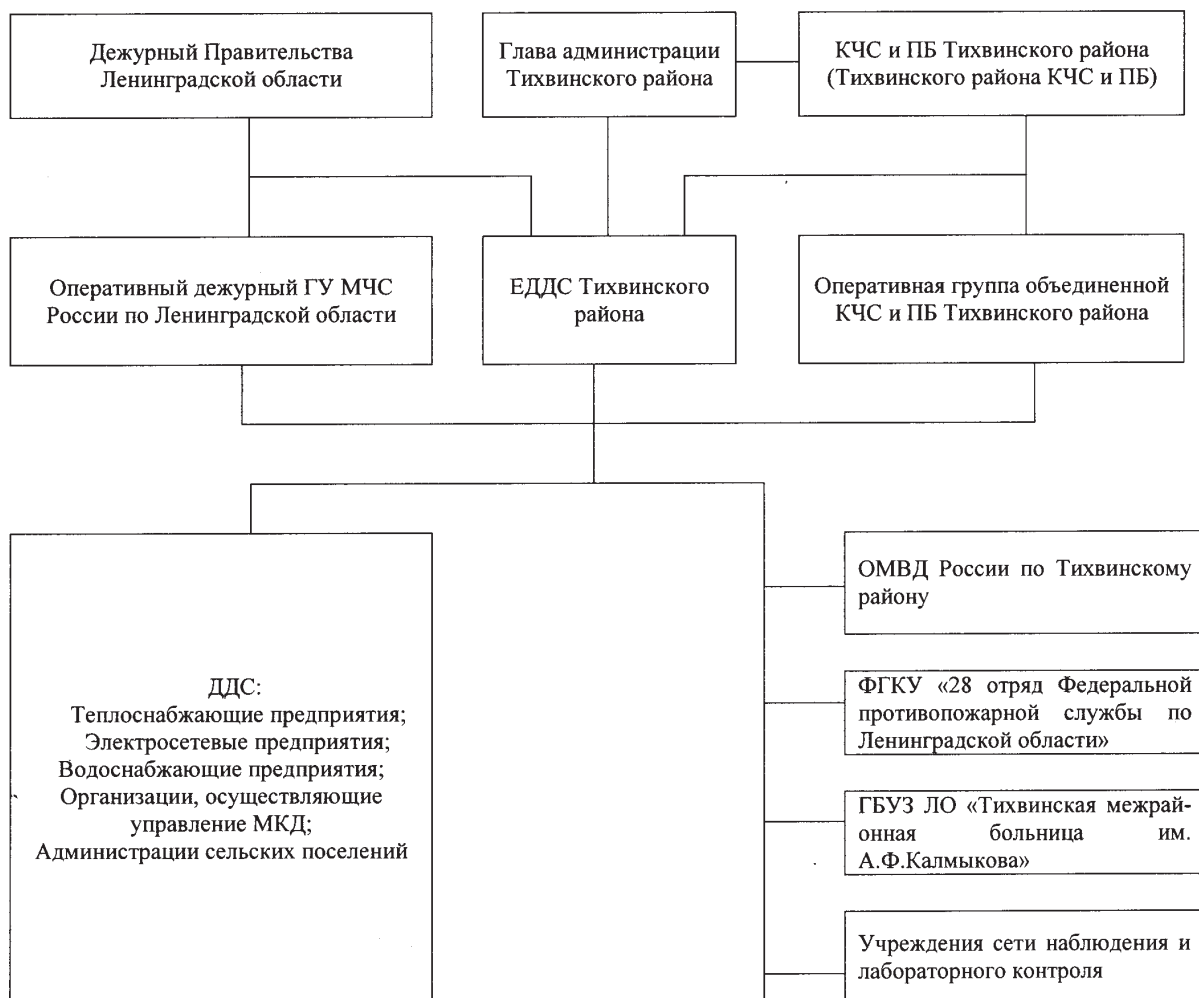 Дежурный Правительства
Ленинградской области
Глава администрации
Тихвинского района
КЧС и ПБ Тихвинского района
(Тихвинского района КЧС и ПБ)
Оперативный дежурный ГУ МЧС
России по Ленинградской области
ЕДДС Тихвинского
района
Оперативная группа объединенной
КЧС и ПБ Тихвинского района
ДДС:
Теплоснабжающие предприятия;
Электросетевые предприятия;
Водоснабжающие предприятия;
Организации, осуществляющие
управление МКД;
Администрации сельских поселений
ОМВД России по Тихвинскому
району
ФГКУ «28 отряд Федеральной
противопожарной службы по
Ленинградской области»
ГБУЗ ЛО «Тихвинская межрай-
онная больница им.
А.Ф.Калмыкова»
Учреждения сети наблюдения и
лабораторного контроля